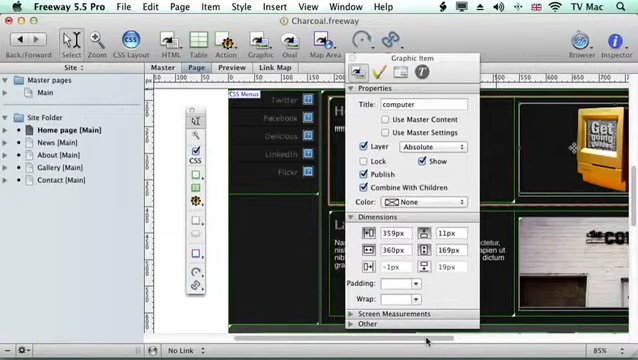 Freeway 5.5 Pro File Edit Page Item Style Insert View Window Help TV Mac
Charcoal.freeway
Back/Forward Select Zoom CSS Layout HTML Table Action Graphic Oval Map Area Browser Inspector
Site Master Page Preview Link Map
Master pages
Main
Site Folder
Home page [Main]
News [Main]
About [Main]
Gallery [Main]
Contact [Main]
CSS Menus
Twitter
Facebook
Delicious
LinkedIn
Flickr
CSS
Graphic Item
Properties
Title: computer
Use Master Content
Use Master Settings
Layer Absolute
Lock Show
Publish
Combine With Children
Color: None
Dimensions
359px 11px
360px 169px
-1px 19px
Padding:
Wrap:
Screen Measurements
Other
Get
going
guides
No Link 85%